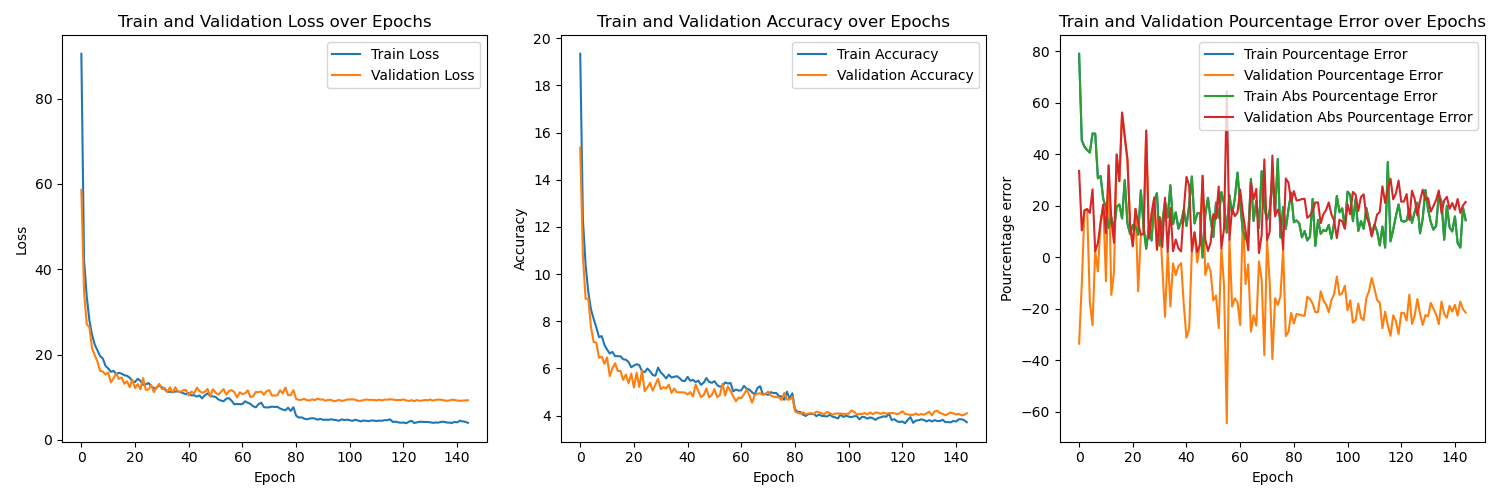 Train and Validation Loss over Epochs
Loss
80
60
40
20
0
Train Loss
Validation Loss
0 20 40 60 80 100 120 140
Epoch
Train and Validation Accuracy over Epochs
Accuracy
20
18
16
14
12
10
8
6
4
Train Accuracy
Validation Accuracy
0 20 40 60 80 100 120 140
Epoch
Train and Validation Pourcentage Error over Epochs
Pourcentage error
80
60
40
20
0
−20
−40
−60
Train Pourcentage Error
Validation Pourcentage Error
Train Abs Pourcentage Error
Validation Abs Pourcentage Error
0 20 40 60 80 100 120 140
Epoch